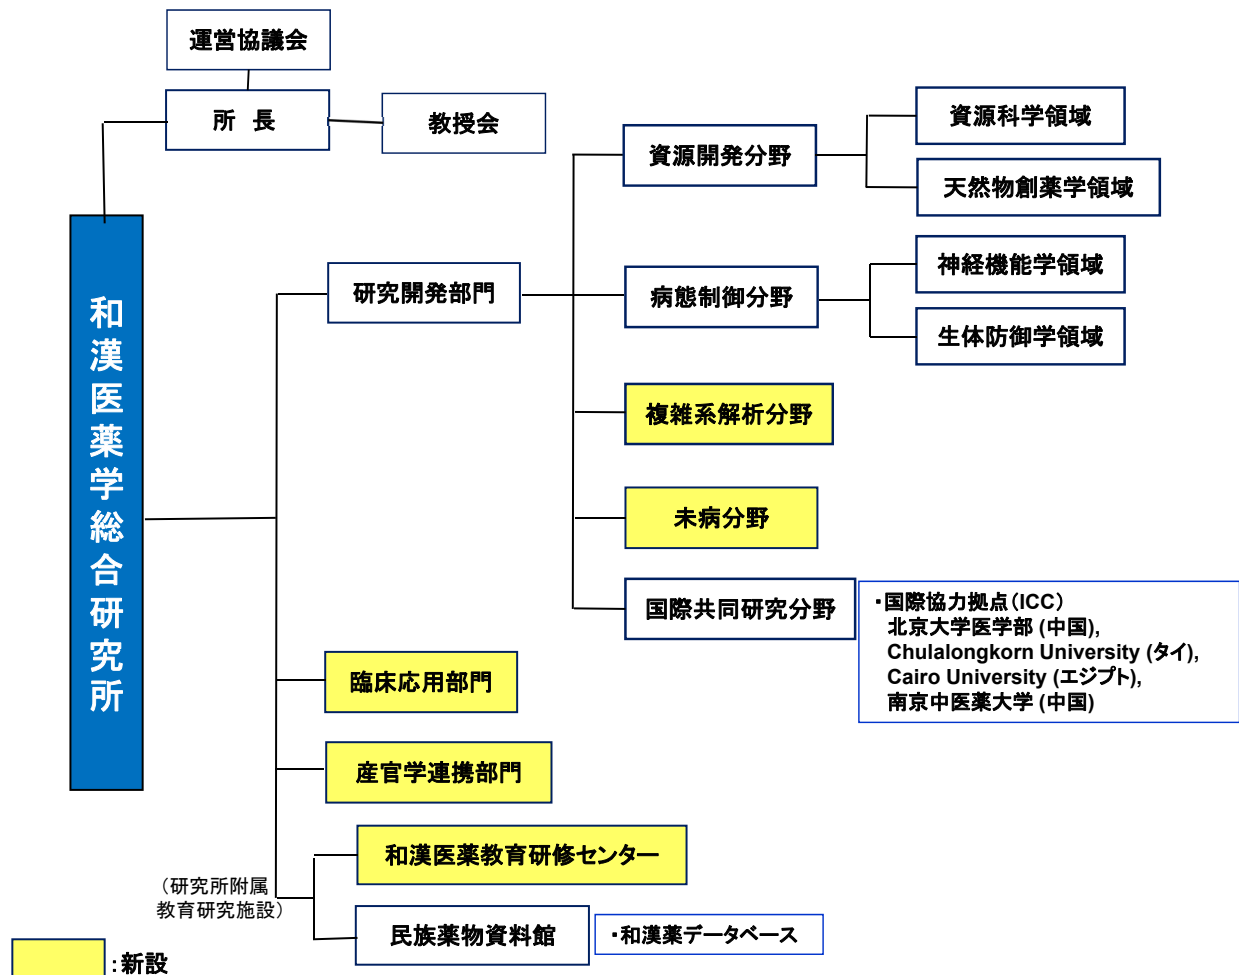 運営協議会
所 長
教授会
和漢医薬学総合研究所
研究開発部門
資源開発分野
資源科学領域
天然物創薬学領域
病態制御分野
神経機能学領域
生体防御学領域
複雑系解析分野
未病分野
国際共同研究分野
・国際協力拠点(ICC)
北京大学医学部 (中国),
Chulalongkorn University (タイ),
Cairo University (エジプト),
南京中医薬大学 (中国)
臨床応用部門
産官学連携部門
(研究所附属
教育研究施設)
和漢医薬教育研修センター
民族薬物資料館
・和漢薬データベース
:新設